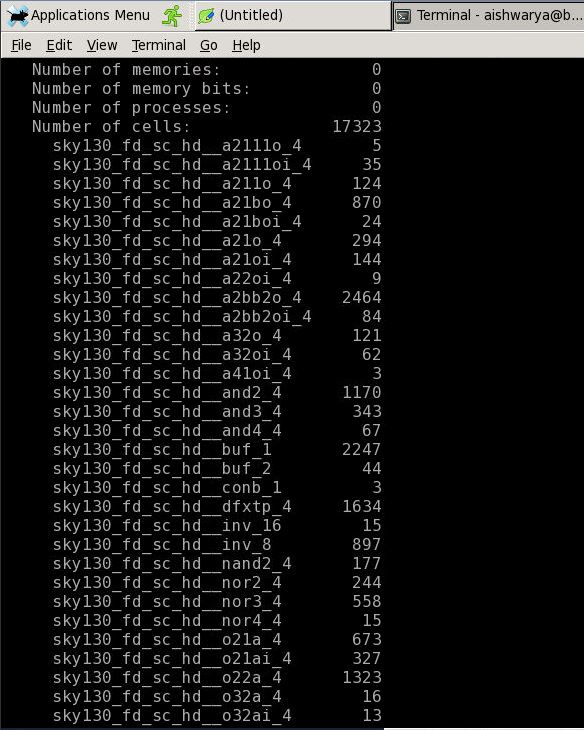 Applications Menu (Untitled) Terminal - aishwarya@b...
File Edit View Terminal Go Help
Number of memories: 0
Number of memory bits: 0
Number of processes: 0
Number of cells: 17323
sky130_fd_sc_hd__a2111o_4 5
sky130_fd_sc_hd__a2111oi_4 35
sky130_fd_sc_hd__a211o_4 124
sky130_fd_sc_hd__a21bo_4 870
sky130_fd_sc_hd__a21boi_4 24
sky130_fd_sc_hd__a21o_4 294
sky130_fd_sc_hd__a21oi_4 144
sky130_fd_sc_hd__a22oi_4 9
sky130_fd_sc_hd__a2bb2o_4 2464
sky130_fd_sc_hd__a2bb2oi_4 84
sky130_fd_sc_hd__a32o_4 121
sky130_fd_sc_hd__a32oi_4 62
sky130_fd_sc_hd__a41oi_4 3
sky130_fd_sc_hd__and2_4 1170
sky130_fd_sc_hd__and3_4 343
sky130_fd_sc_hd__and4_4 67
sky130_fd_sc_hd__buf_1 2247
sky130_fd_sc_hd__buf_2 44
sky130_fd_sc_hd__conb_1 3
sky130_fd_sc_hd__dfxtp_4 1634
sky130_fd_sc_hd__inv_16 15
sky130_fd_sc_hd__inv_8 897
sky130_fd_sc_hd__nand2_4 177
sky130_fd_sc_hd__nor2_4 244
sky130_fd_sc_hd__nor3_4 558
sky130_fd_sc_hd__nor4_4 15
sky130_fd_sc_hd__o21a_4 673
sky130_fd_sc_hd__o21ai_4 327
sky130_fd_sc_hd__o22a_4 1323
sky130_fd_sc_hd__o32a_4 16
sky130_fd_sc_hd__o32ai_4 13